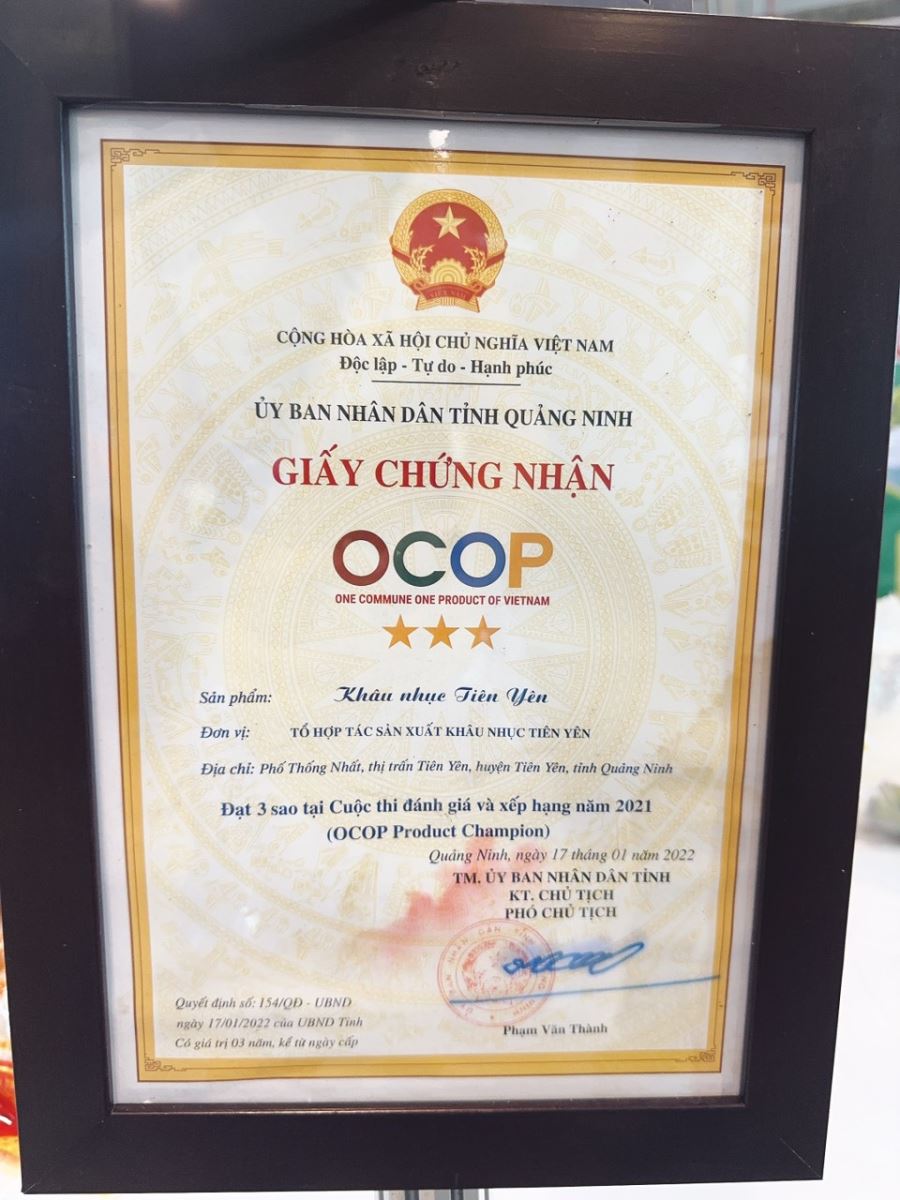 VIỆT NAM
CỘNG HÒA XÃ HỘI CHỦ NGHĨA VIỆT NAM
Độc lập - Tự do - Hạnh phúc
ỦY BAN NHÂN DÂN TỈNH QUẢNG NINH
GIẤY CHỨNG NHẬN
OCOP
ONE COMMUNE ONE PRODUCT OF VIETNAM
Sản phẩm: Khâu nhục Tiên Yên
Đơn vị: TỔ HỢP TÁC SẢN XUẤT KHÂU NHỤC TIÊN YÊN
Địa chỉ: Phố Thống Nhất, thị trấn Tiên Yên, huyện Tiên Yên, tỉnh Quảng Ninh
Đạt 3 sao tại Cuộc thi đánh giá và xếp hạng năm 2021
(OCOP Product Champion)
Quảng Ninh, ngày 17 tháng 01 năm 2022
TM. ỦY BAN NHÂN DÂN TỈNH
KT. CHỦ TỊCH
PHÓ CHỦ TỊCH
Phạm Văn Thành
Quyết định số: 154/QĐ - UBND
ngày 17/01/2022 của UBND Tỉnh
Có giá trị 03 năm, kể từ ngày cấp